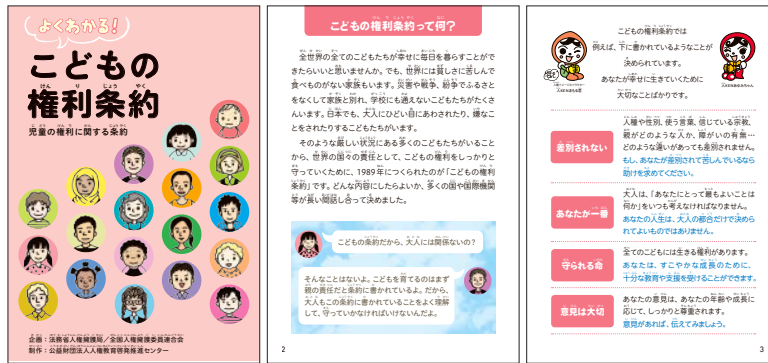 よくわかる!
こどもの
権利条約
児童の権利に関する条約
企画:法務省人権擁護局/全国人権擁護委員連合会
制作:公益財団法人人権教育啓発推進センター
こどもの権利条約って何?
全世界の全てのこどもたちが幸せに毎日を暮らすことがで
きたらいいと思いませんか。でも、世界には貧しさに苦しんで
食べものがない家族もいます。災害や戦争、紛争でふるさと
をなくして家族と別れ、学校にも通えないこどもたちがたくさ
んいます。日本でも、大人にひどい目にあわされたり、嫌なこ
とをされたりするこどもたちがいます。
そのような厳しい状況にある多くのこどもたちがいること
から、世界の国々の責任として、こどもの権利をしっかりと
守っていくために、1989年につくられたのが「こどもの権利
条約」です。どんな内容にしたらよいか、多くの国や国際機関
等が長い間話し合って決めました。
こどもの条約だから、大人には関係ないの?
そんなことはないよ。こどもを育てるのはまず
親の責任だと条約に書かれているよ。だから、
大人もこの条約に書かれていることをよく理解
して、守っていかなければいけないんだよ。
2
こどもの権利条約では
例えば、下に書かれているようなことが
決められています。
あなたが幸せに生きていくために
大切なことばかりです。
差別されない
人種や性別、使う言葉、信じている宗教、
親がどのような人か、障がいの有無…
どのような違いがあっても差別されません。
もし、あなたが差別されて苦しんでいるなら
助けを求めてください。
あなたが一番
大人は、「あなたにとって最もよいことは
何か」をいつも考えなければなりません。
あなたの人生は、大人の都合だけで決めら
れてよいものではありません。
守られる命
全てのこどもには生きる権利があります。
あなたは、すこやかな成長のために、
十分な教育や支援を受けることができます。
意見は大切
あなたの意見は、あなたの年齢や成長に
応じて、しっかりと尊重されます。
意見があれば、伝えてみましょう。
3